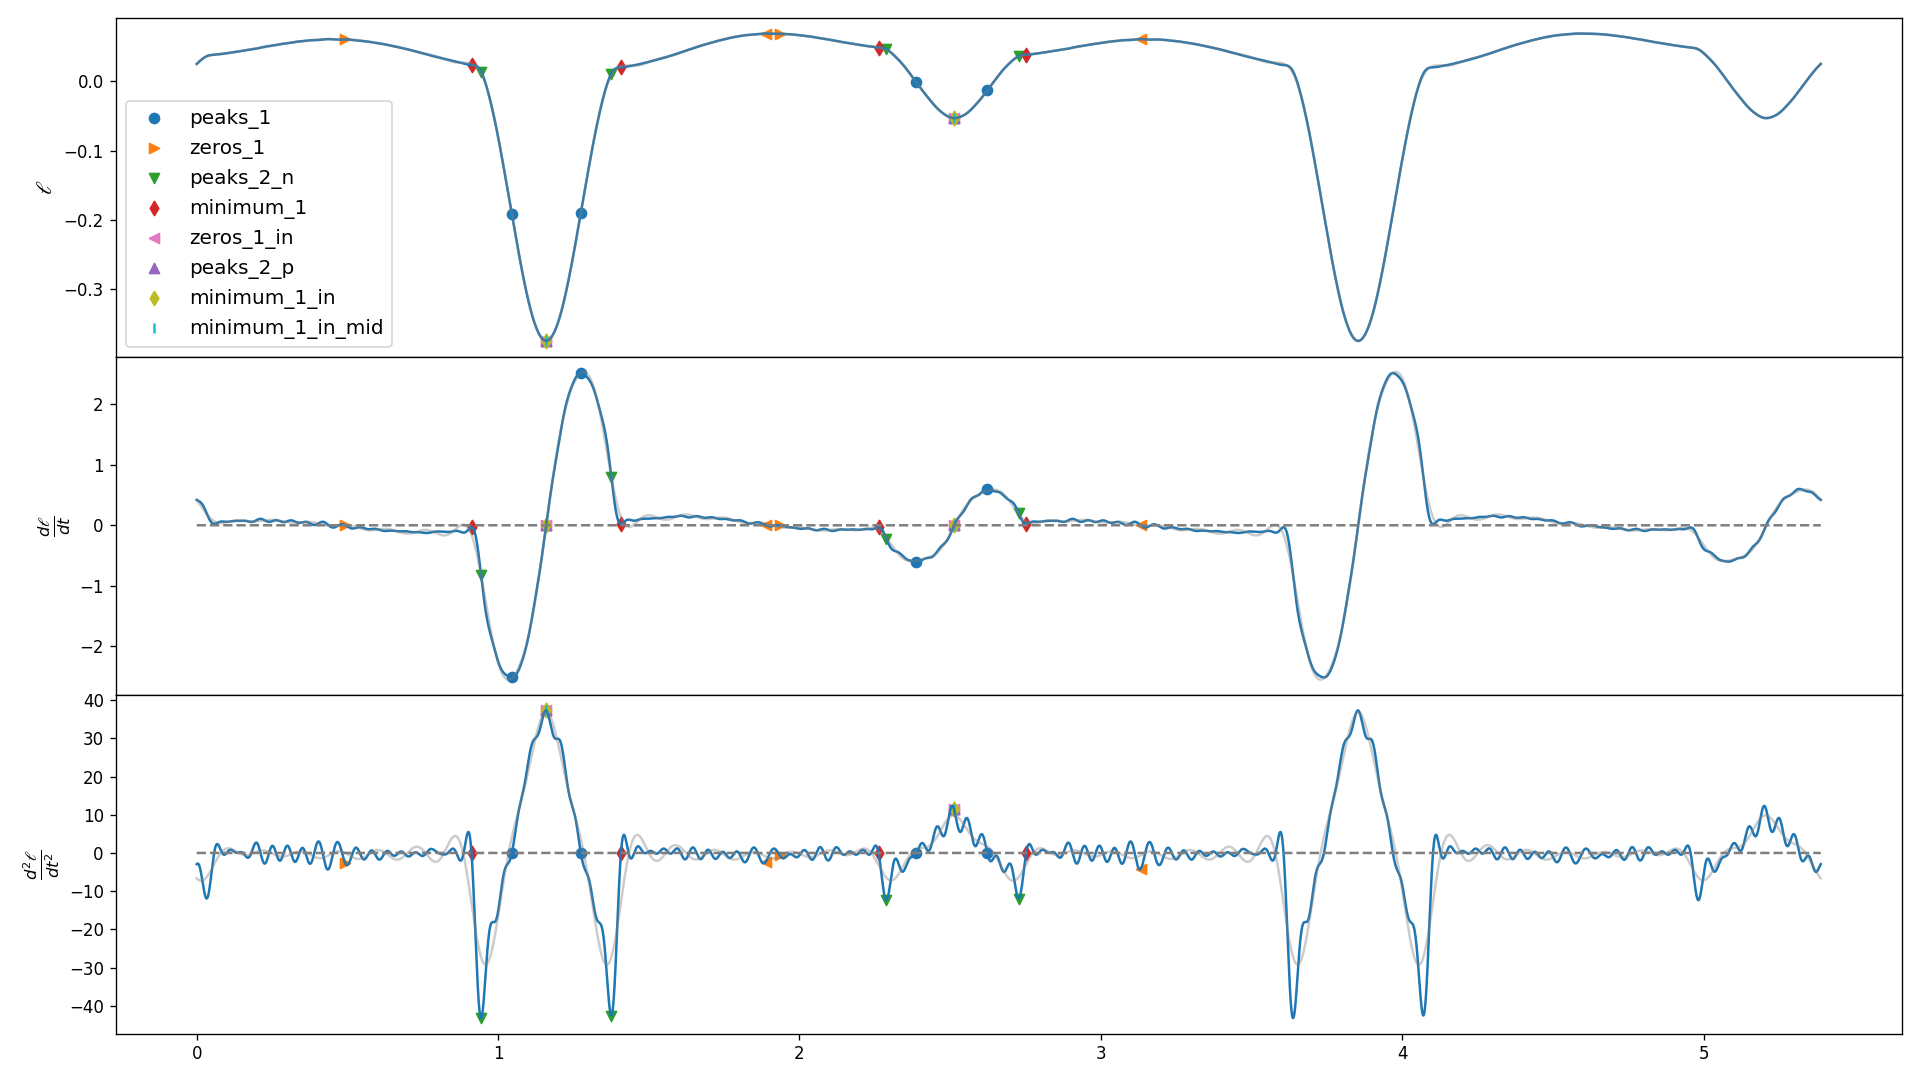 0.0
−0.1
−0.2
−0.3
ℓ
peaks_1
zeros_1
peaks_2_n
minimum_1
zeros_1_in
peaks_2_p
minimum_1_in
minimum_1_in_mid
2
1
0
−1
−2
dℓ/dt
40
30
20
10
0
−10
−20
−30
−40
d²ℓ/dt²
0 1 2 3 4 5